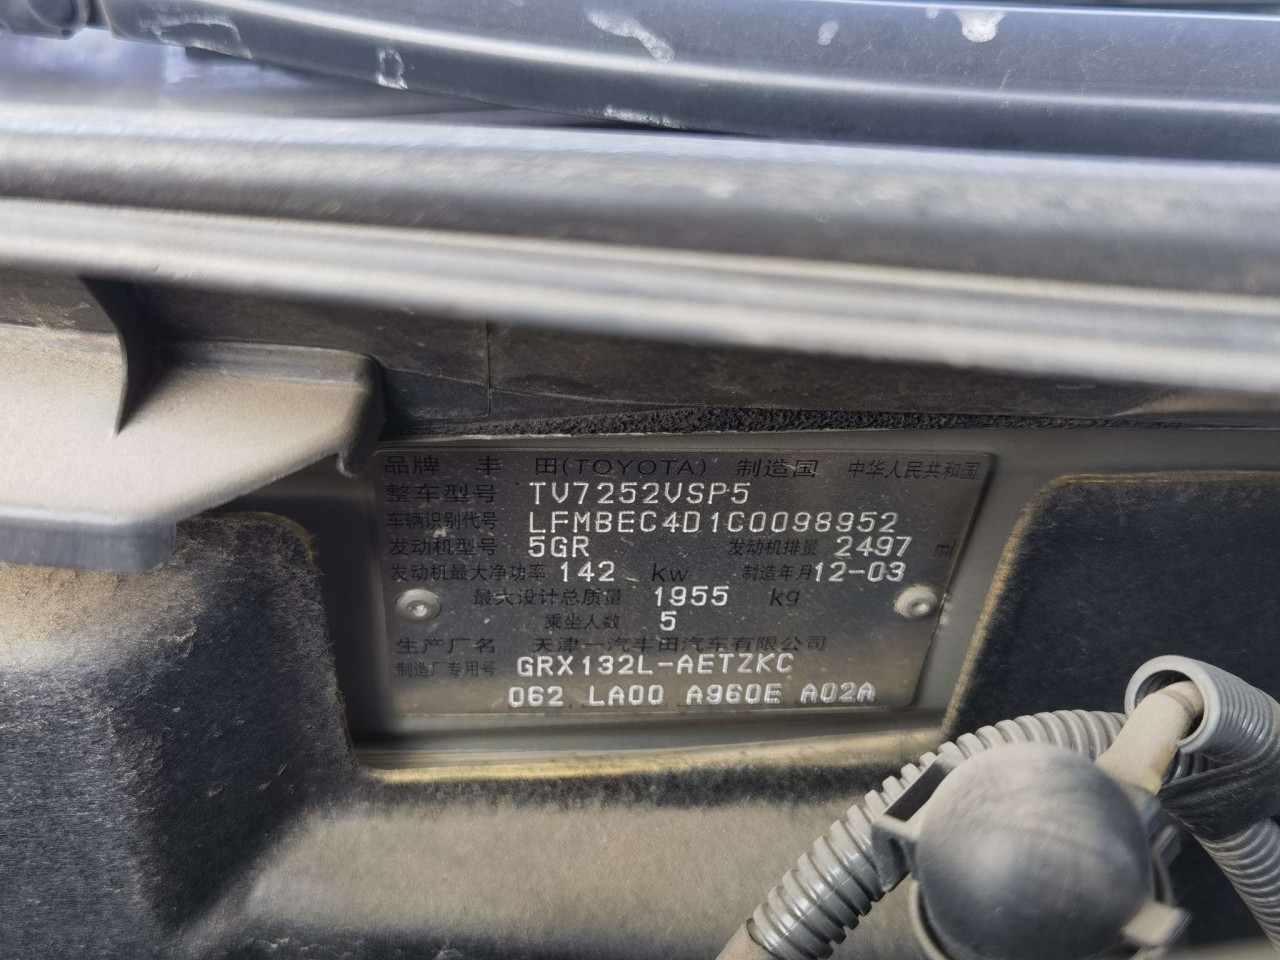 品牌 丰田(TOYOTA) 制造国 中华人民共和国
整车型号 TV7252VSP5
车辆识别代号 LFMBEC4D1C0098952
发动机型号 5GR 发动机排量 2497 ml
发动机最大净功率 142 kw 制造年月 12-03
最大设计总质量 1955 kg
乘坐人数 5
生产厂名 天津一汽丰田汽车有限公司
制造厂专用号 GRX132L-AETZKC
062 LA00 A960E A02A